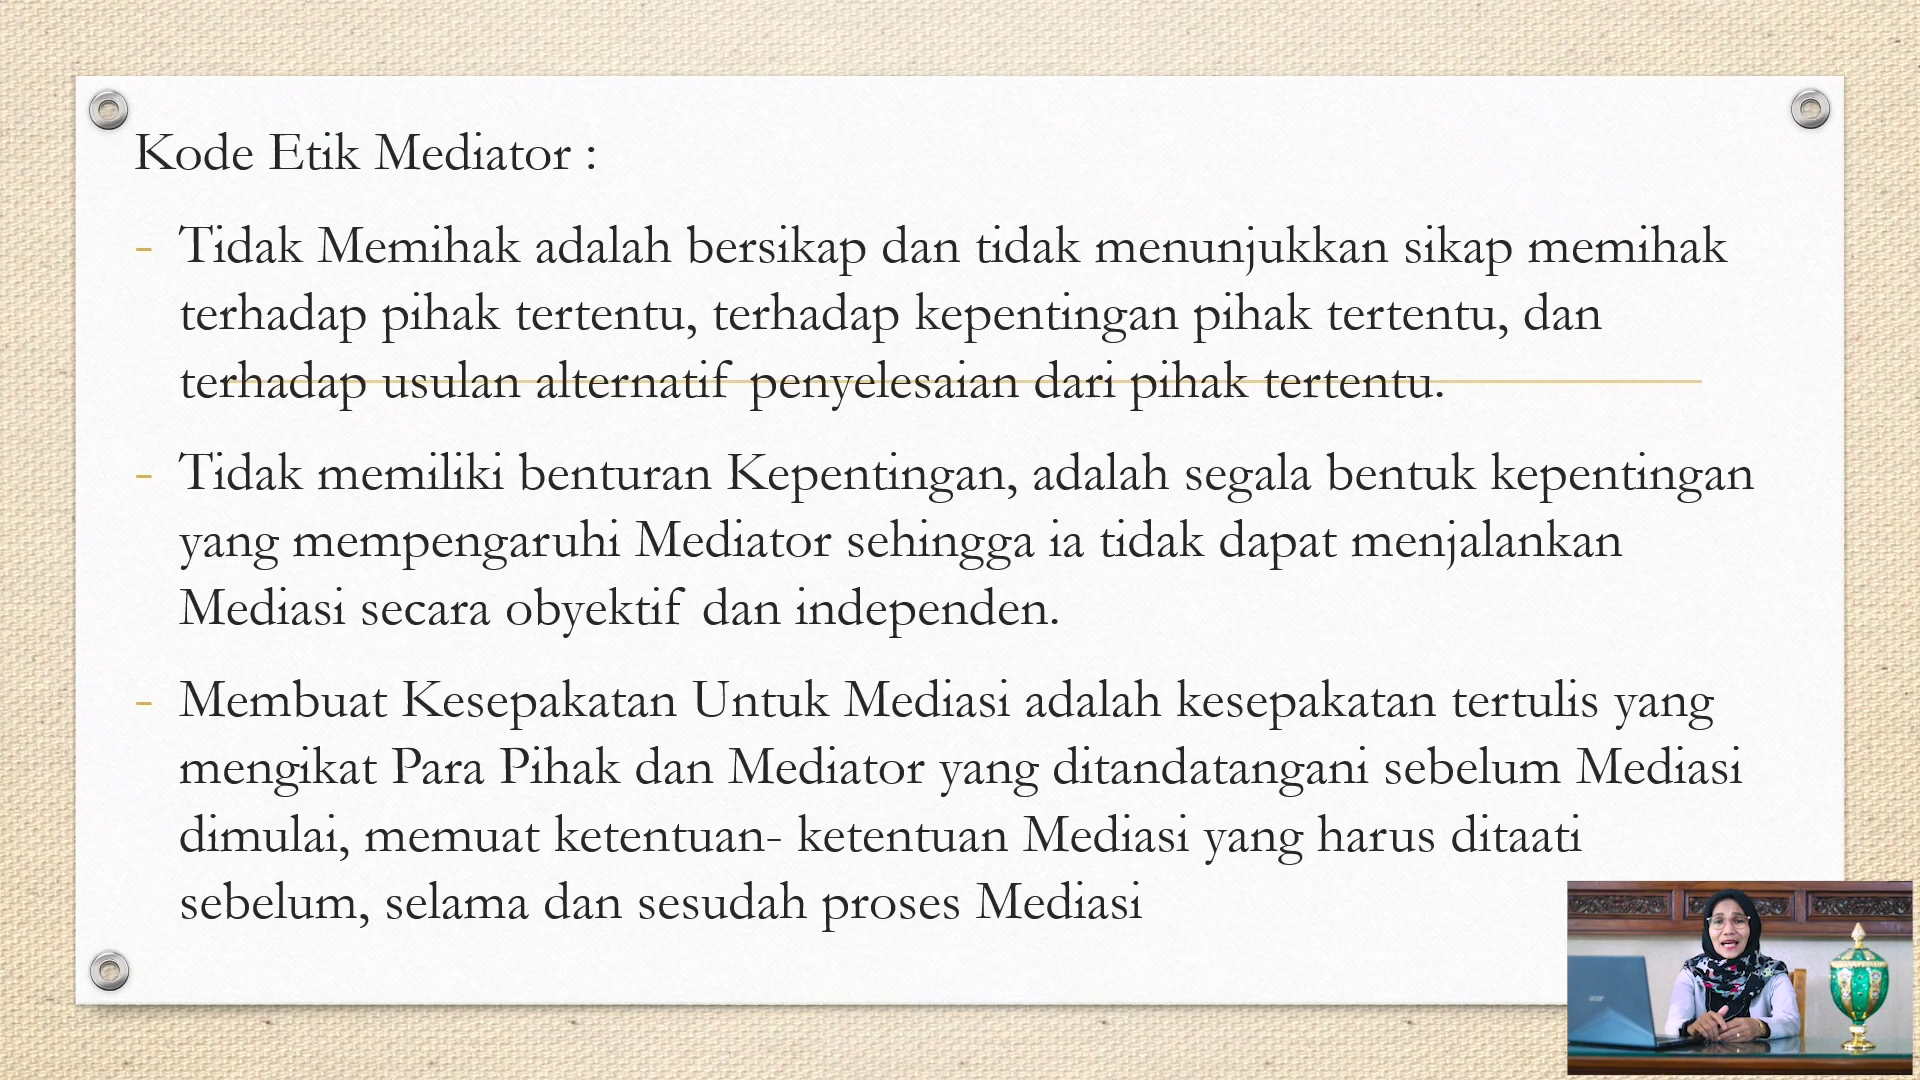 Kode Etik Mediator :
- Tidak Memihak adalah bersikap dan tidak menunjukkan sikap memihak
terhadap pihak tertentu, terhadap kepentingan pihak tertentu, dan
terhadap usulan alternatif penyelesaian dari pihak tertentu.
- Tidak memiliki benturan Kepentingan, adalah segala bentuk kepentingan
yang mempengaruhi Mediator sehingga ia tidak dapat menjalankan
Mediasi secara obyektif dan independen.
- Membuat Kesepakatan Untuk Mediasi adalah kesepakatan tertulis yang
mengikat Para Pihak dan Mediator yang ditandatangani sebelum Mediasi
dimulai, memuat ketentuan- ketentuan Mediasi yang harus ditaati
sebelum, selama dan sesudah proses Mediasi
acer